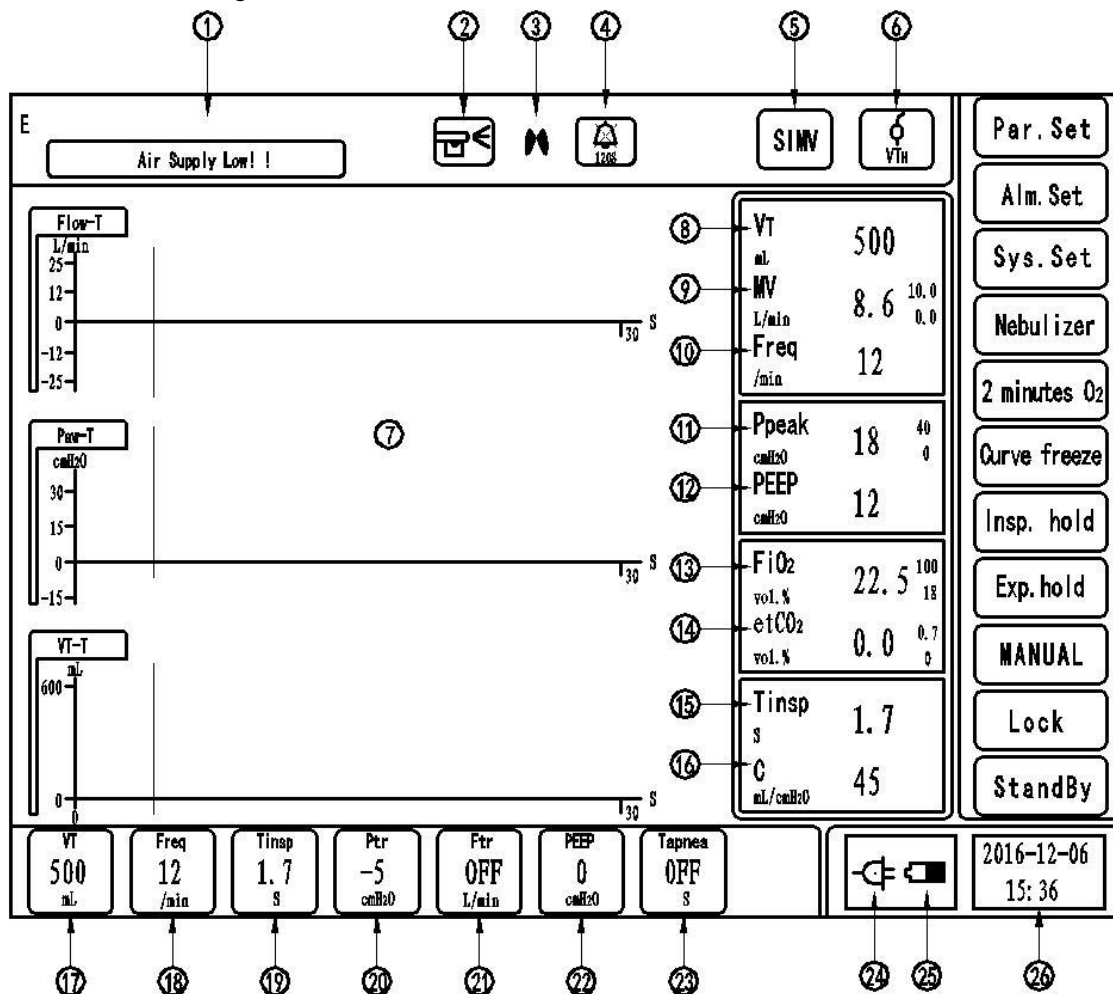 ① ② ③ ④ ⑤ ⑥
E
Air Supply Low! !
120S
SIMV
VTH
Par. Set
Alm. Set
Sys. Set
Nebulizer
2 minutes O2
Curve freeze
Insp. hold
Exp. hold
MANUAL
Lock
StandBy
Flow-T
L/min
25
12
0
-12
-25
30 S
Paw-T
cmH2O
30
15
0
-15
30 S
⑦
VT-T
mL
600
0
0
30 S
⑧ VT 500
mL
⑨ MV 8.6 10.0
L/min 0.0
⑩ Freq 12
/min
⑪ Ppeak 18 40
cmH2O 0
⑫ PEEP 12
cmH2O
⑬ FiO2 22.5 100
vol.% 18
⑭ etCO2 0.0 0.7
vol.% 0
⑮ Tinsp 1.7
S
⑯ C 45
mL/cmH2O
VT
500
mL
Freq
12
/min
Tinsp
1.7
S
Ptr
-5
cmH2O
Ftr
OFF
L/min
PEEP
0
cmH2O
Tapnea
OFF
S
2016-12-06
15:36
⑰ ⑱ ⑲ ⑳ ㉑ ㉒ ㉓ ㉔ ㉕ ㉖